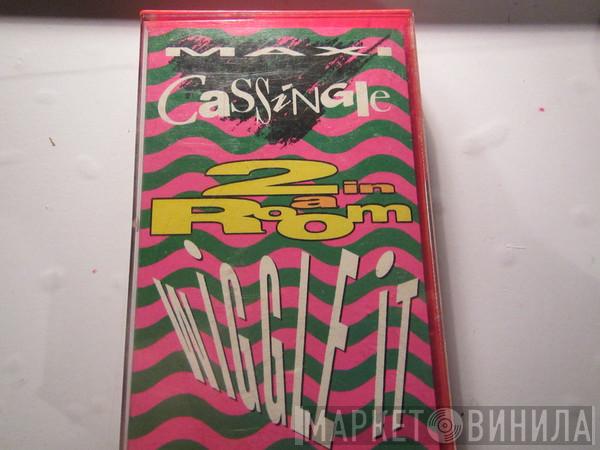 MAXI
CaSSiNGle
2 in
a
Room
WiGGLE iT
МАРКЕТ ВИНИЛА